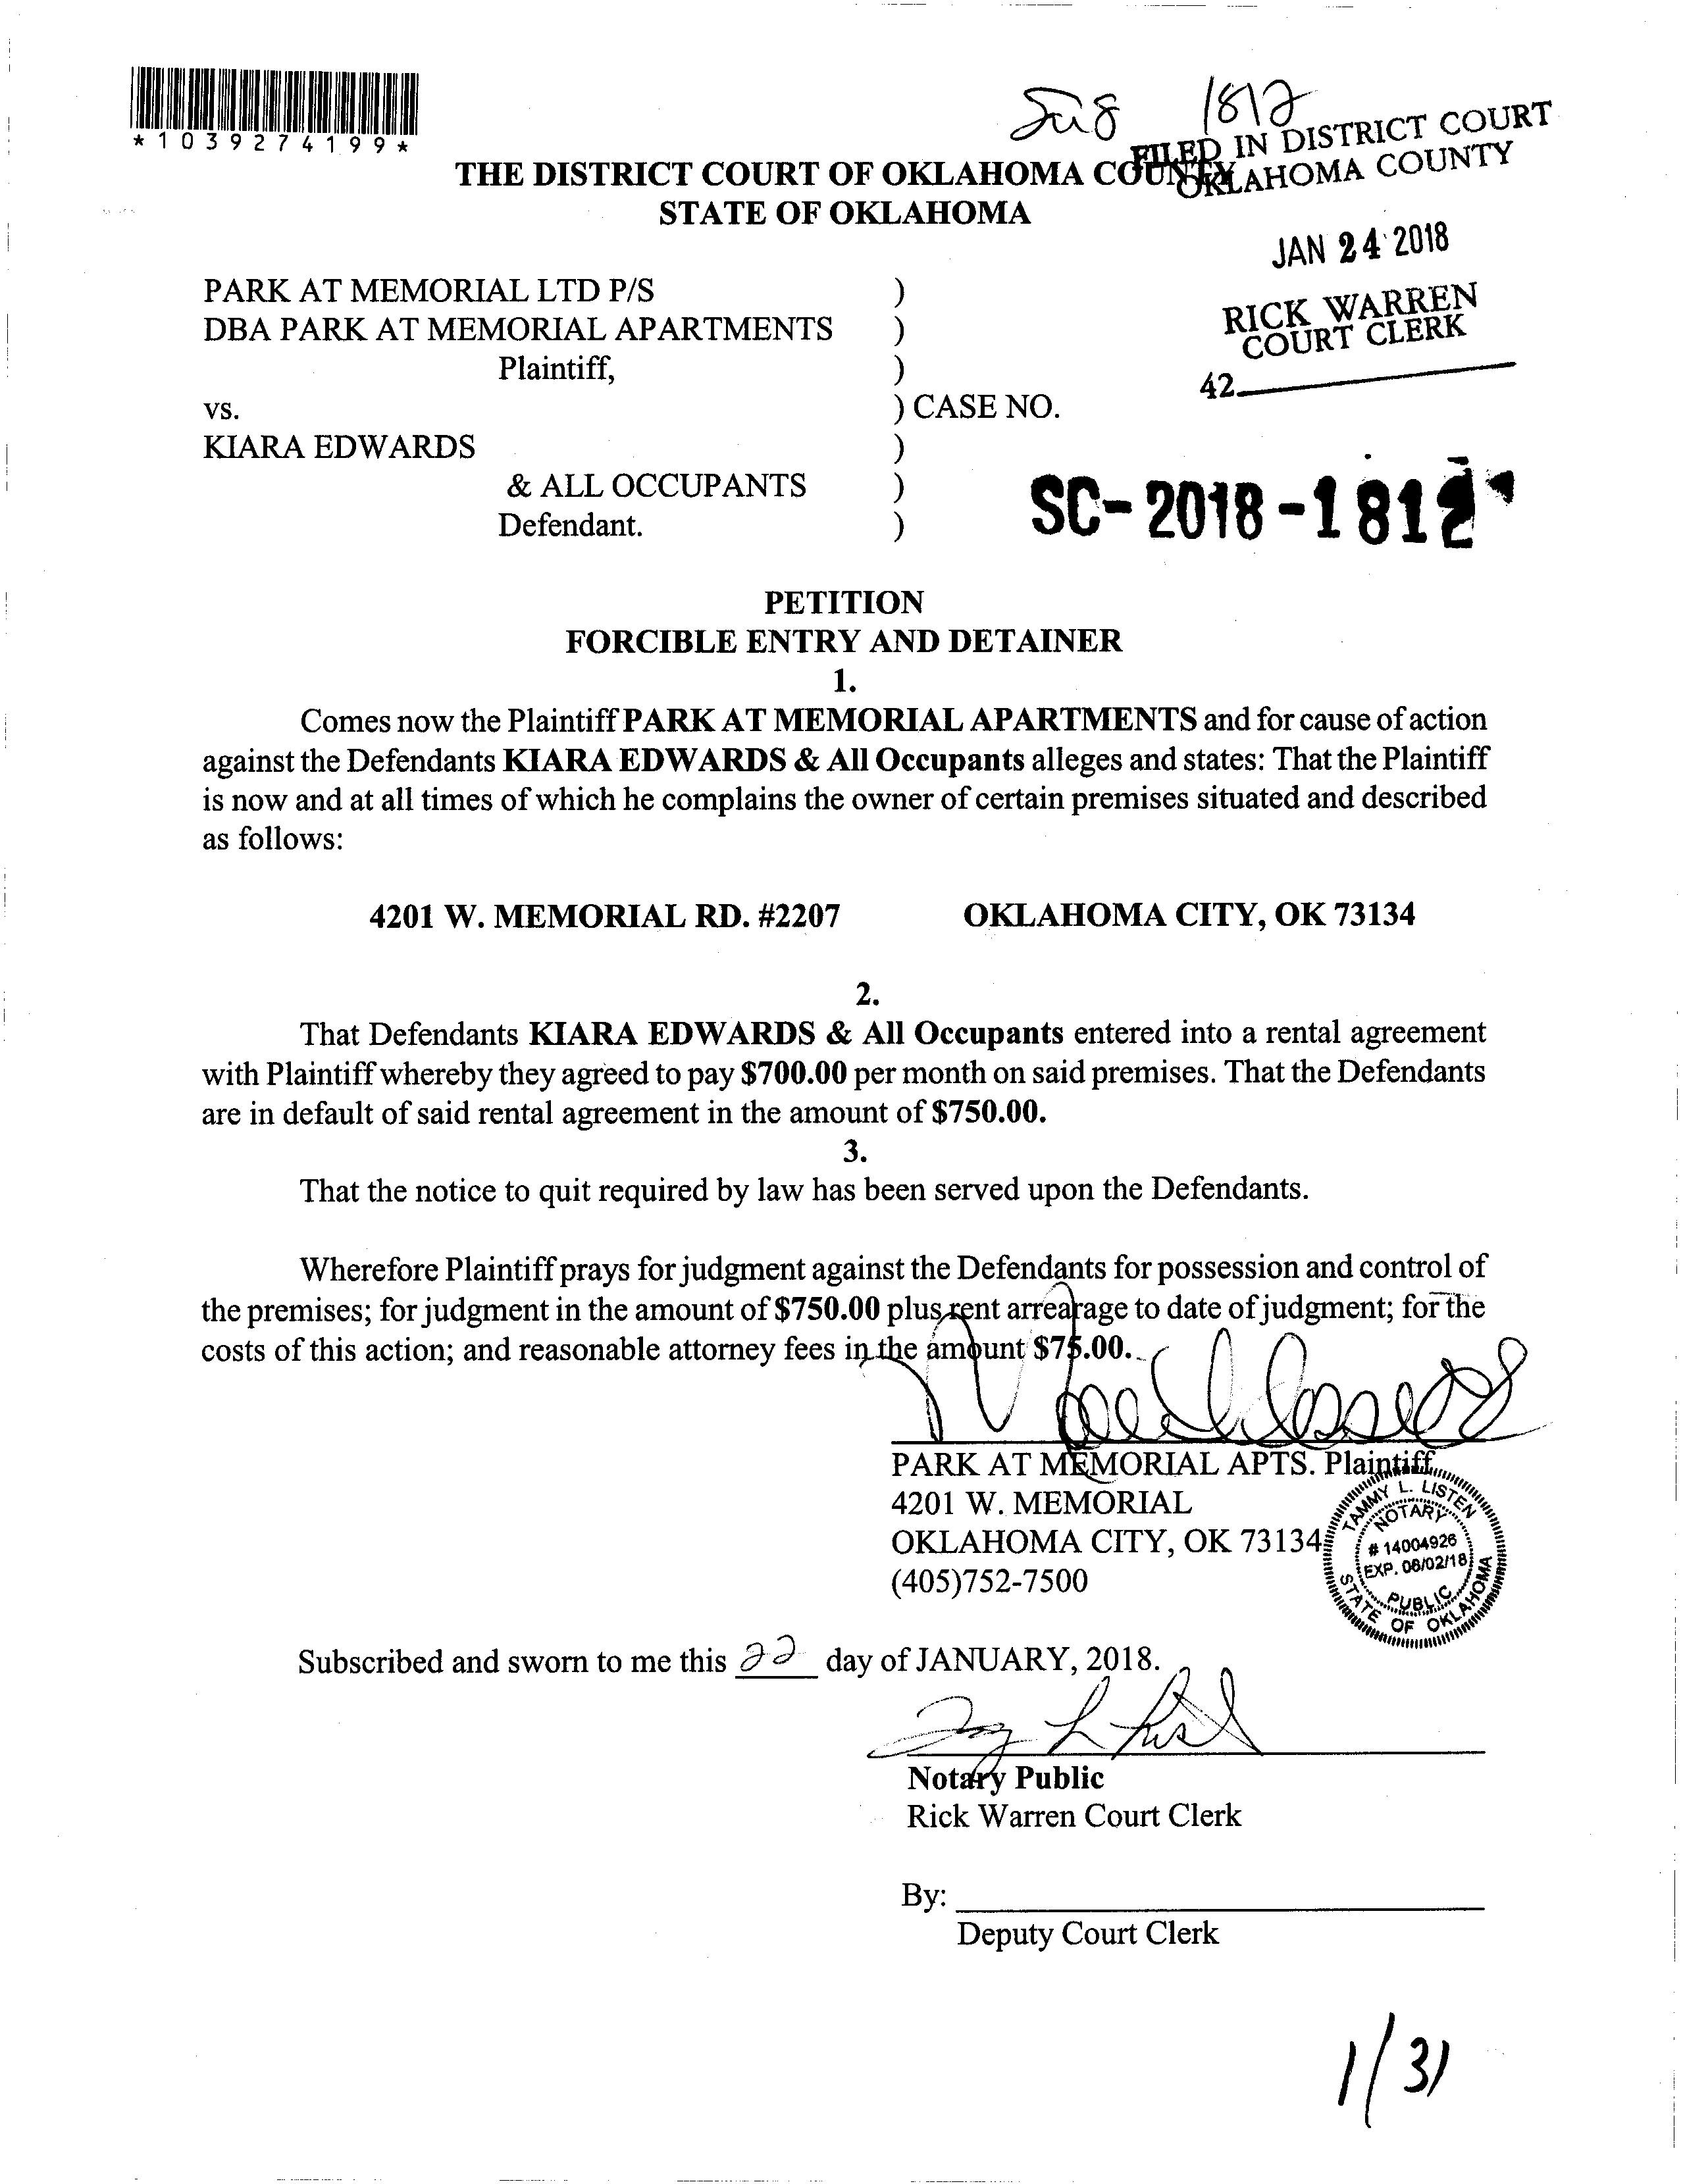 1812
*1039274199*
FILED IN DISTRICT COURT
OKLAHOMA COUNTY
THE DISTRICT COURT OF OKLAHOMA COUNTY
STATE OF OKLAHOMA
JAN 24 2018
RICK WARREN
COURT CLERK
42
PARK AT MEMORIAL LTD P/S )
DBA PARK AT MEMORIAL APARTMENTS )
Plaintiff, )
vs. ) CASE NO.
KIARA EDWARDS )
& ALL OCCUPANTS )
Defendant. )
SC-2018-1812
PETITION
FORCIBLE ENTRY AND DETAINER
1.
Comes now the Plaintiff PARK AT MEMORIAL APARTMENTS and for cause of action
against the Defendants KIARA EDWARDS & All Occupants alleges and states: That the Plaintiff
is now and at all times of which he complains the owner of certain premises situated and described
as follows:
4201 W. MEMORIAL RD. #2207 OKLAHOMA CITY, OK 73134
2.
That Defendants KIARA EDWARDS & All Occupants entered into a rental agreement
with Plaintiff whereby they agreed to pay $700.00 per month on said premises. That the Defendants
are in default of said rental agreement in the amount of $750.00.
3.
That the notice to quit required by law has been served upon the Defendants.
Wherefore Plaintiff prays for judgment against the Defendants for possession and control of
the premises; for judgment in the amount of $750.00 plus rent arrearage to date of judgment; for the
costs of this action; and reasonable attorney fees in the amount $75.00.
PARK AT MEMORIAL APTS. Plaintiff
4201 W. MEMORIAL
OKLAHOMA CITY, OK 73134
(405)752-7500
TAMMY L. LISTEN
NOTARY
# 14004926
EXP. 06/02/18
PUBLIC
STATE OF OKLAHOMA
Subscribed and sworn to me this 22 day of JANUARY, 2018.
Notary Public
Rick Warren Court Clerk
By:
Deputy Court Clerk
1/31